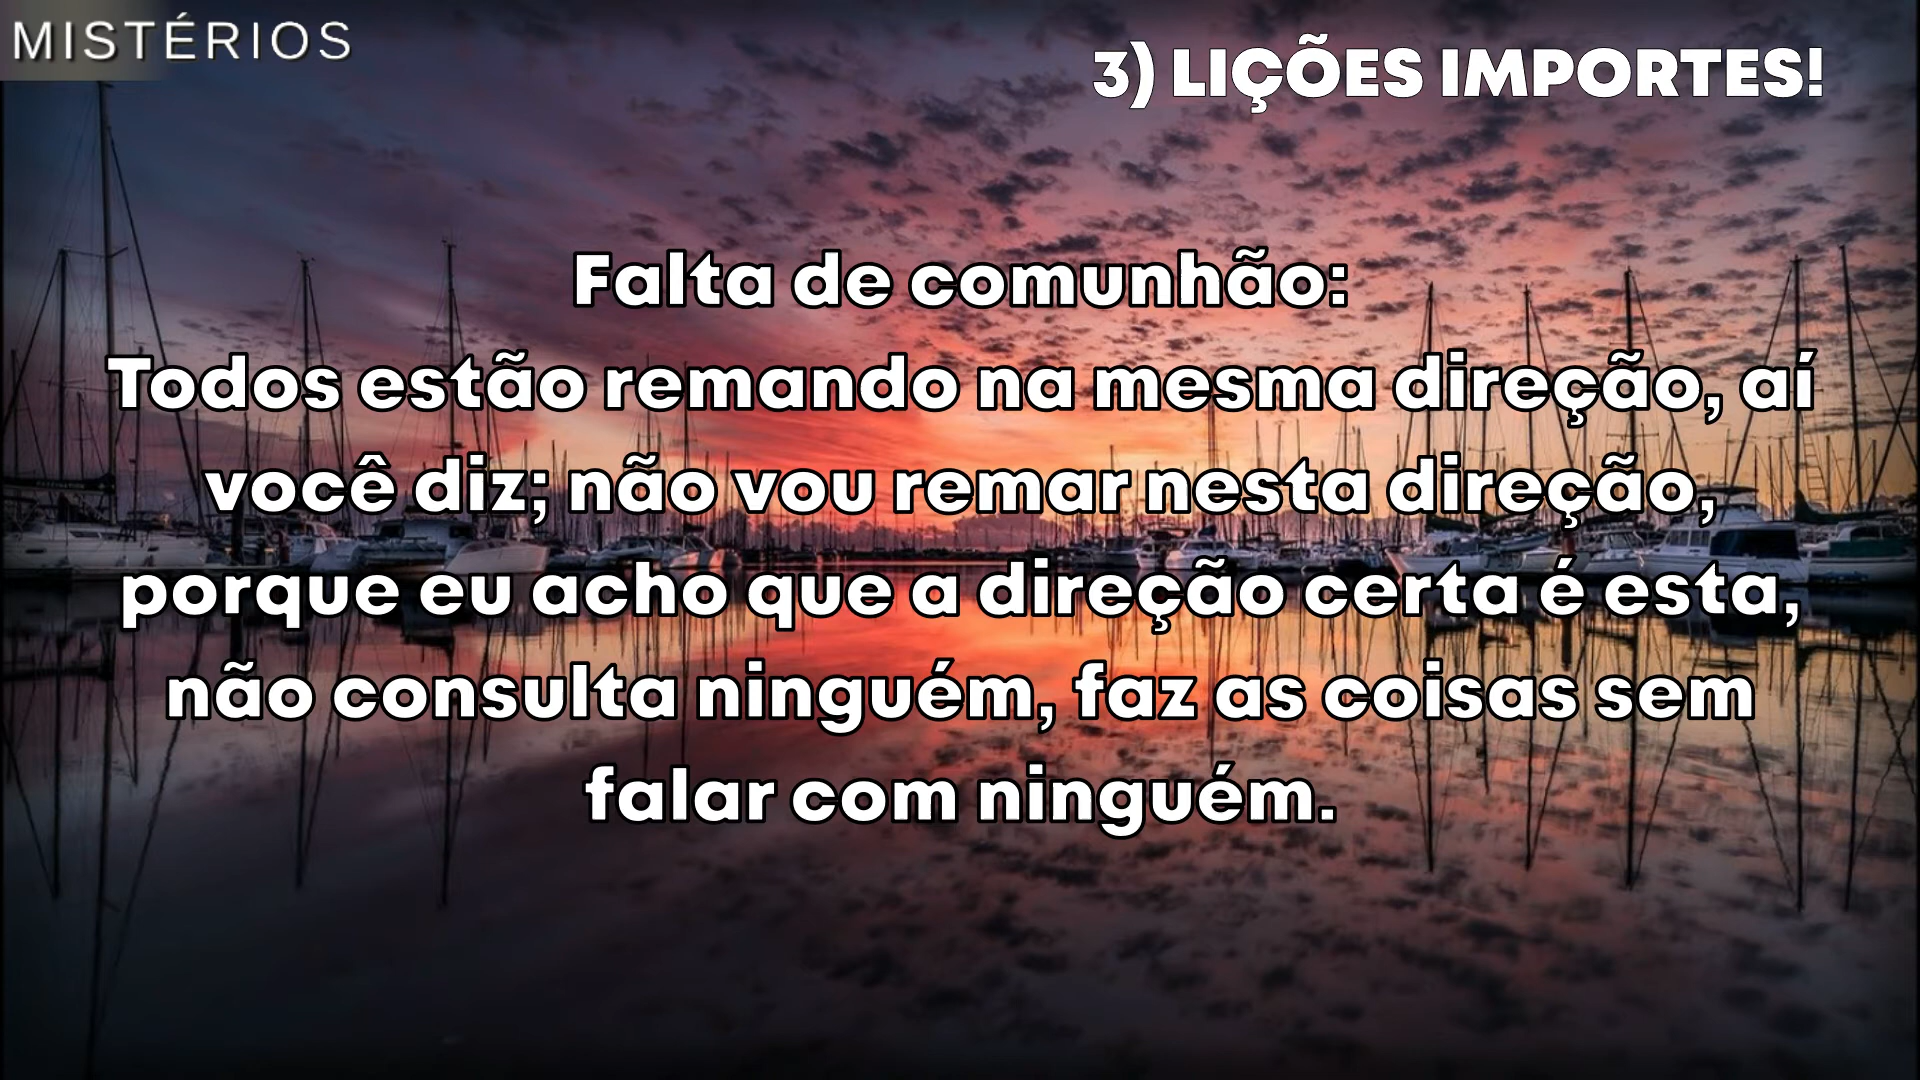 MISTÉRIOS
3) LIÇÕES IMPORTES!
Falta de comunhão:
Todos estão remando na mesma direção, aí
você diz; não vou remar nesta direção,
porque eu acho que a direção certa é esta,
não consulta ninguém, faz as coisas sem
falar com ninguém.